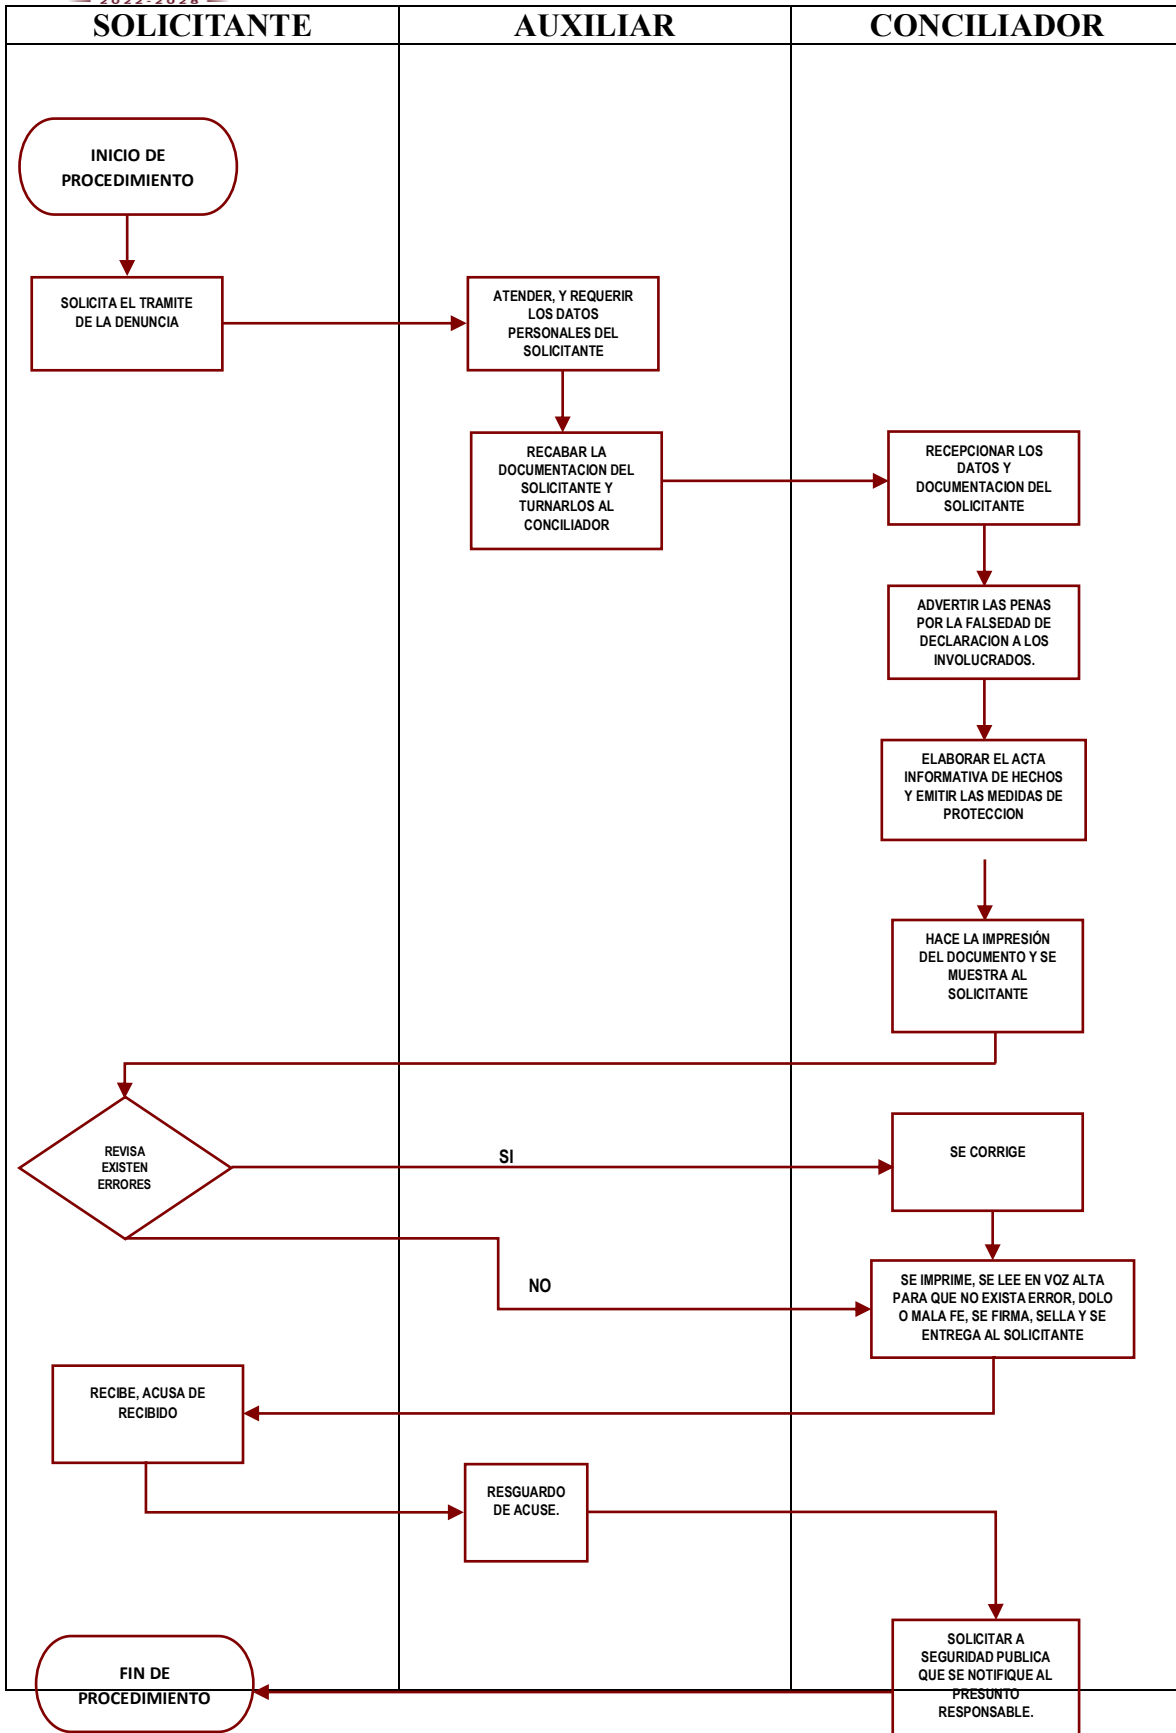 2022-2028
SOLICITANTE
AUXILIAR
CONCILIADOR
INICIO DE
PROCEDIMIENTO
SOLICITA EL TRAMITE
DE LA DENUNCIA
ATENDER, Y REQUERIR
LOS DATOS
PERSONALES DEL
SOLICITANTE
RECABAR LA
DOCUMENTACION DEL
SOLICITANTE Y
TURNARLOS AL
CONCILIADOR
RECEPCIONAR LOS
DATOS Y
DOCUMENTACION DEL
SOLICITANTE
ADVERTIR LAS PENAS
POR LA FALSEDAD DE
DECLARACION A LOS
INVOLUCRADOS.
ELABORAR EL ACTA
INFORMATIVA DE HECHOS
Y EMITIR LAS MEDIDAS DE
PROTECCION
HACE LA IMPRESIÓN
DEL DOCUMENTO Y SE
MUESTRA AL
SOLICITANTE
REVISA
EXISTEN
ERRORES
SI
SE CORRIGE
NO
SE IMPRIME, SE LEE EN VOZ ALTA
PARA QUE NO EXISTA ERROR, DOLO
O MALA FE, SE FIRMA, SELLA Y SE
ENTREGA AL SOLICITANTE
RECIBE, ACUSA DE
RECIBIDO
RESGUARDO
DE ACUSE.
SOLICITAR A
SEGURIDAD PUBLICA
QUE SE NOTIFIQUE AL
PRESUNTO
RESPONSABLE.
FIN DE
PROCEDIMIENTO